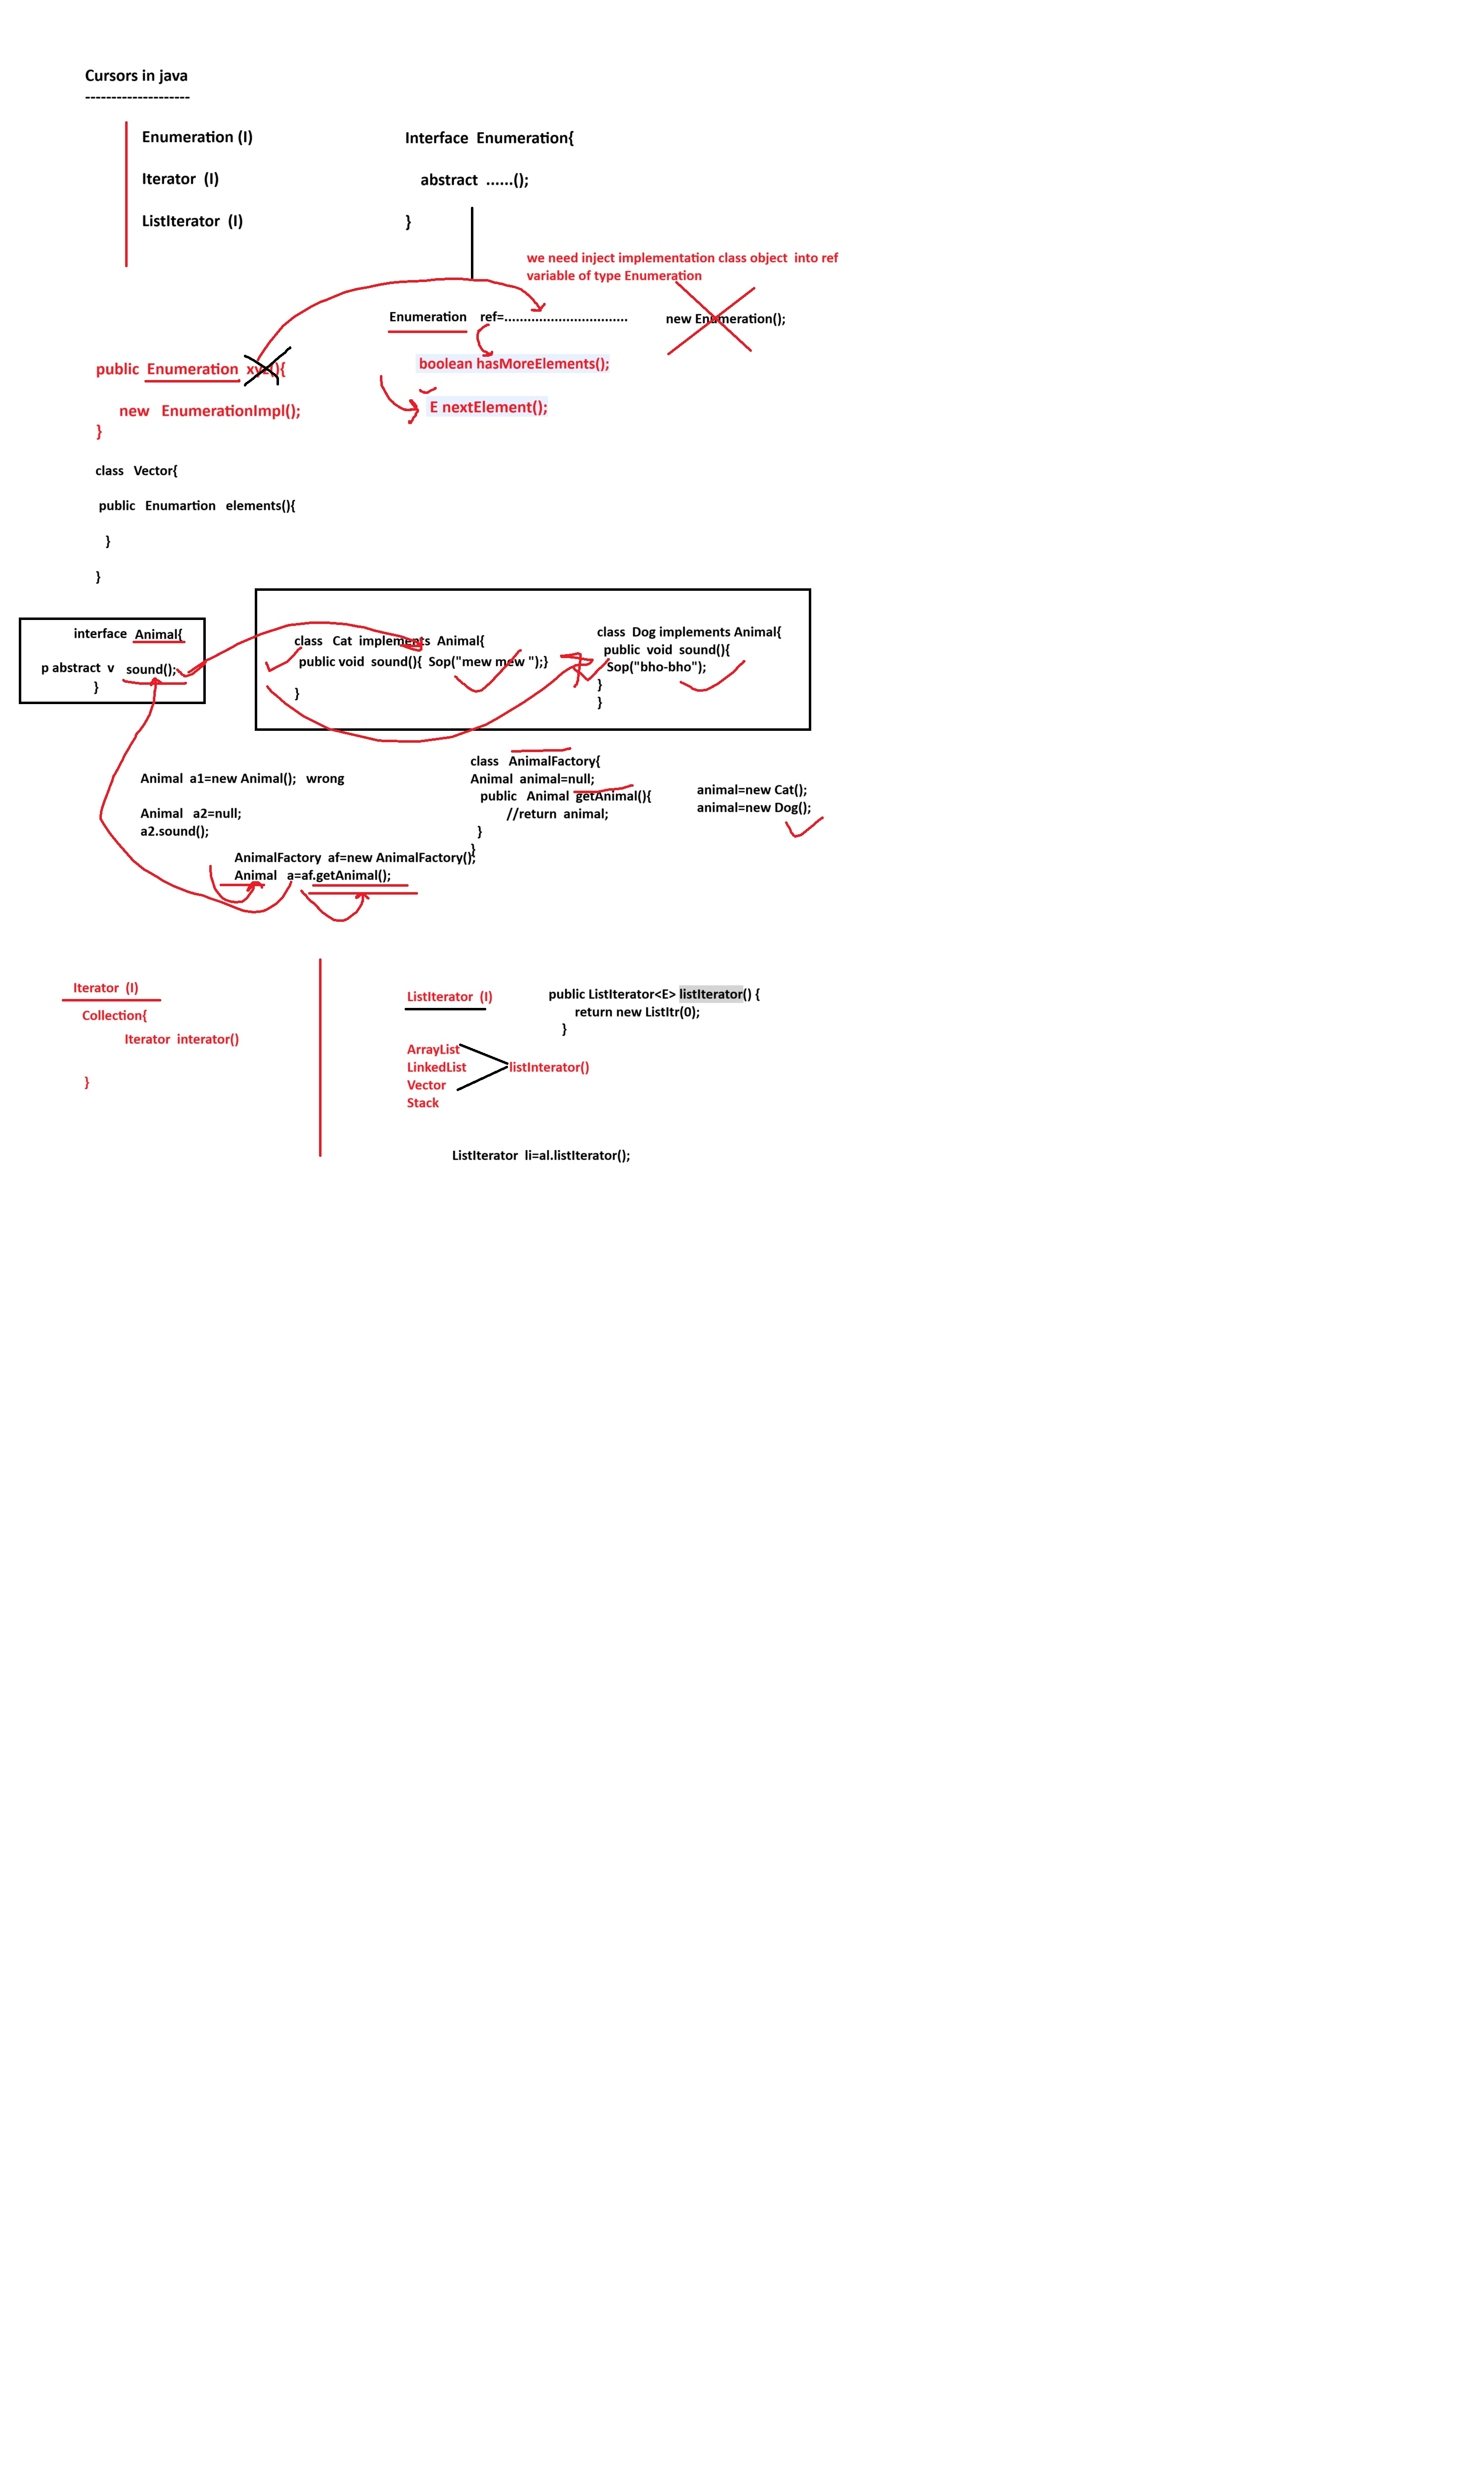 Cursors in java
--------------------
Enumeration (I)
Iterator (I)
ListIterator (I)
Interface Enumeration{
abstract ......();
}
we need inject implementation class object into ref
variable of type Enumeration
Enumeration ref=................................
new Enumeration();
boolean hasMoreElements();
E nextElement();
public Enumeration xyz(){
new EnumerationImpl();
}
class Vector{
public Enumartion elements(){
}
}
interface Animal{
p abstract v sound();
}
class Cat implements Animal{
public void sound(){ Sop("mew mew ");}
}
class Dog implements Animal{
public void sound(){
Sop("bho-bho");
}
}
Animal a1=new Animal(); wrong
Animal a2=null;
a2.sound();
class AnimalFactory{
Animal animal=null;
public Animal getAnimal(){
//return animal;
}
}
animal=new Cat();
animal=new Dog();
AnimalFactory af=new AnimalFactory();
Animal a=af.getAnimal();
Iterator (I)
Collection{
Iterator interator()
}
ListIterator (I)
public ListIterator<E> listIterator() {
return new ListItr(0);
}
ArrayList
LinkedList listInterator()
Vector
Stack
ListIterator li=al.listIterator();